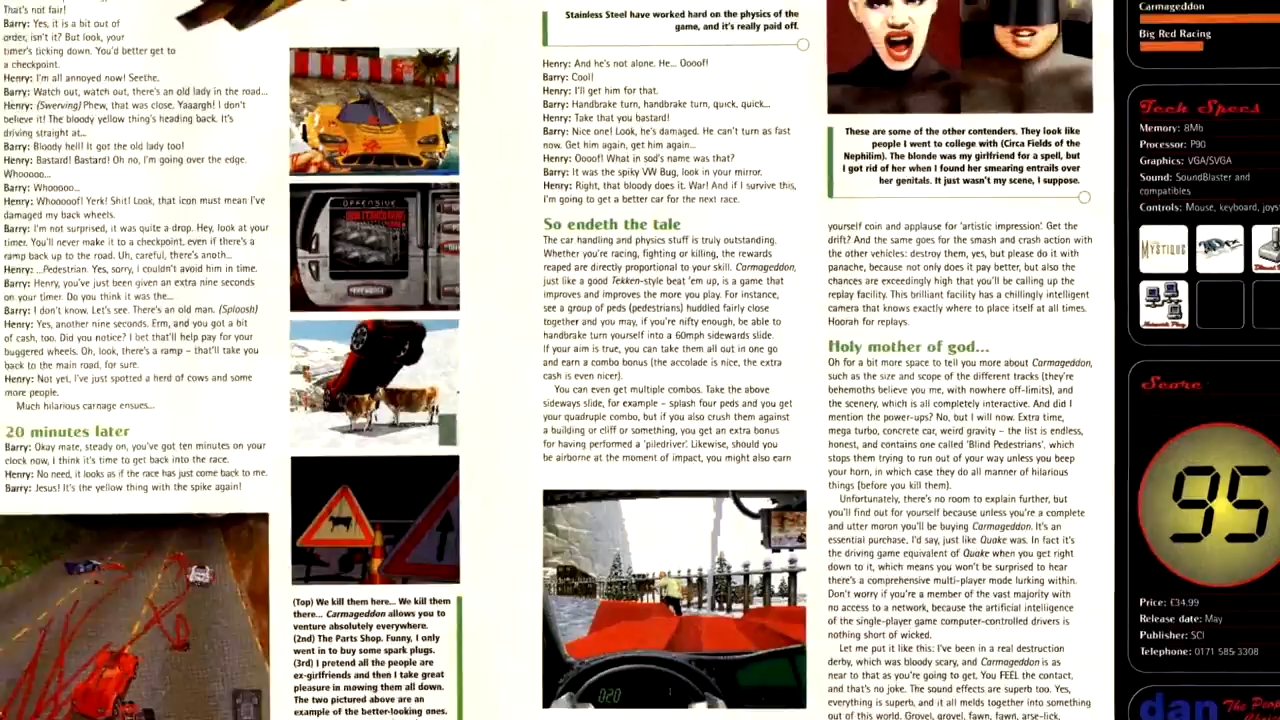 That's not fair!
Barry: Yes, it is a bit out of
order, isn't it? But look, your
timer's ticking down. You'd better get to
a checkpoint.
Henry: I'm all annoyed now! Seethe.
Barry: Watch out, watch out, there's an old lady in the road...
Henry: (Swerving) Phew, that was close. Yaaargh! I don't
believe it! The bloody yellow thing's heading back. It's
driving straight at...
Barry: Bloody hell! It got the old lady too!
Henry: Bastard! Bastard! Oh no, I'm going over the edge.
Whooooo...
Barry: Whooooo...
Henry: Whooooof! Yerk! Shit! Look, that icon must mean I've
damaged my back wheels.
Barry: I'm not surprised, it was quite a drop. Hey, look at your
timer. You'll never make it to a checkpoint, even if there's a
ramp back up to the road. Uh, careful, there's anoth...
Henry: ...Pedestrian. Yes, sorry, I couldn't avoid him in time.
Barry: Henry, you've just been given an extra nine seconds
on your timer. Do you think it was the...
Barry: I don't know. Let's see. There's an old man. (Sploosh)
Henry: Yes, another nine seconds. Erm, and you got a bit
of cash, too. Did you notice? I bet that'll help pay for your
buggered wheels. Oh, look, there's a ramp – that'll take you
back to the main road, for sure.
Henry: Not yet, I've just spotted a herd of cows and some
more people.
Much hilarious carnage ensues...
20 minutes later
Barry: Okay mate, steady on, you've got ten minutes on your
clock now, I think it's time to get back into the race.
Henry: No need, it looks as if the race has just come back to me.
Barry: Jesus! It's the yellow thing with the spike again!
OFFENSIVE
(Top) We kill them here... We kill them
there... Carmageddon allows you to
venture absolutely everywhere.
(2nd) The Parts Shop. Funny, I only
went in to buy some spark plugs.
(3rd) I pretend all the people are
ex-girlfriends and then I take great
pleasure in mowing them all down.
The two pictured above are an
example of the better-looking ones.
Stainless Steel have worked hard on the physics of the
game, and it's really paid off.
Henry: And he's not alone. He... Oooof!
Barry: Cool!
Henry: I'll get him for that.
Barry: Handbrake turn, handbrake turn, quick, quick...
Henry: Take that you bastard!
Barry: Nice one! Look, he's damaged. He can't turn as fast
now. Get him again, get him again...
Henry: Oooof! What in sod's name was that?
Barry: It was the spiky VW Bug, look in your mirror.
Henry: Right, that bloody does it. War! And if I survive this,
I'm going to get a better car for the next race.
So endeth the tale
The car handling and physics stuff is truly outstanding.
Whether you're racing, fighting or killing, the rewards
reaped are directly proportional to your skill. Carmageddon,
just like a good Tekken-style beat 'em up, is a game that
improves and improves the more you play. For instance,
see a group of peds (pedestrians) huddled fairly close
together and you may, if you're nifty enough, be able to
handbrake turn yourself into a 60mph sidewards slide.
If your aim is true, you can take them all out in one go
and earn a combo bonus (the accolade is nice, the extra
cash is even nicer).
You can even get multiple combos. Take the above
sideways slide, for example – splash four peds and you get
your quadruple combo, but if you also crush them against
a building or cliff or something, you get an extra bonus
for having performed a 'piledriver'. Likewise, should you
be airborne at the moment of impact, you might also earn
020
These are some of the other contenders. They look like
people I went to college with (Circa Fields of the
Nephilim). The blonde was my girlfriend for a spell, but
I got rid of her when I found her smearing entrails over
her genitals. It just wasn't my scene, I suppose.
yourself coin and applause for 'artistic impression'. Get the
drift? And the same goes for the smash and crash action with
the other vehicles: destroy them, yes, but please do it with
panache, because not only does it pay better, but also the
chances are exceedingly high that you'll be calling up the
replay facility. This brilliant facility has a chillingly intelligent
camera that knows exactly where to place itself at all times.
Hoorah for replays.
Holy mother of god...
Oh for a bit more space to tell you more about Carmageddon,
such as the size and scope of the different tracks (they're
behemoths believe you me, with nowhere off-limits), and
the scenery, which is all completely interactive. And did I
mention the power-ups? No, but I will now. Extra time,
mega turbo, concrete car, weird gravity – the list is endless,
honest, and contains one called 'Blind Pedestrians', which
stops them trying to run out of your way unless you beep
your horn, in which case they do all manner of hilarious
things (before you kill them).
Unfortunately, there's no room to explain further, but
you'll find out for yourself because unless you're a complete
and utter moron you'll be buying Carmageddon. It's an
essential purchase, I'd say, just like Quake was. In fact it's
the driving game equivalent of Quake when you get right
down to it, which means you won't be surprised to hear
there's a comprehensive multi-player mode lurking within.
Don't worry if you're a member of the vast majority with
no access to a network, because the artificial intelligence
of the single-player game computer-controlled drivers is
nothing short of wicked.
Let me put it like this: I've been in a real destruction
derby, which was bloody scary, and Carmageddon is as
near to that as you're going to get. You FEEL the contact,
and that's no joke. The sound effects are superb too. Yes,
everything is superb, and it all melds together into something
out of this world. Grovel, grovel, fawn, fawn, arse-lick,
Carmageddon
Big Red Racing
Tech Specs
Memory: 8Mb
Processor: P90
Graphics: VGA/SVGA
Sound: SoundBlaster and
compatibles
Controls: Mouse, keyboard, joys
MYSTIQUE
Network Play
Score
95
Price: £34.99
Release date: May
Publisher: SCI
Telephone: 0171 585 3308
dan The Peop